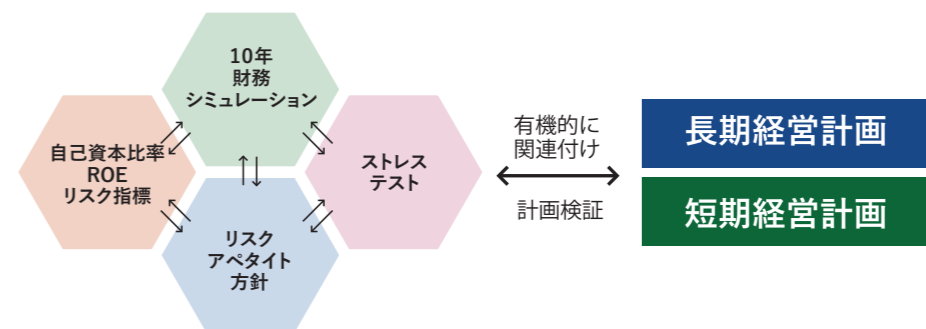 10年
財務
シミュレーション
自己資本比率
ROE
リスク指標
ストレス
テスト
リスク
アペタイト
方針
有機的に
関連付け
計画検証
長期経営計画
短期経営計画